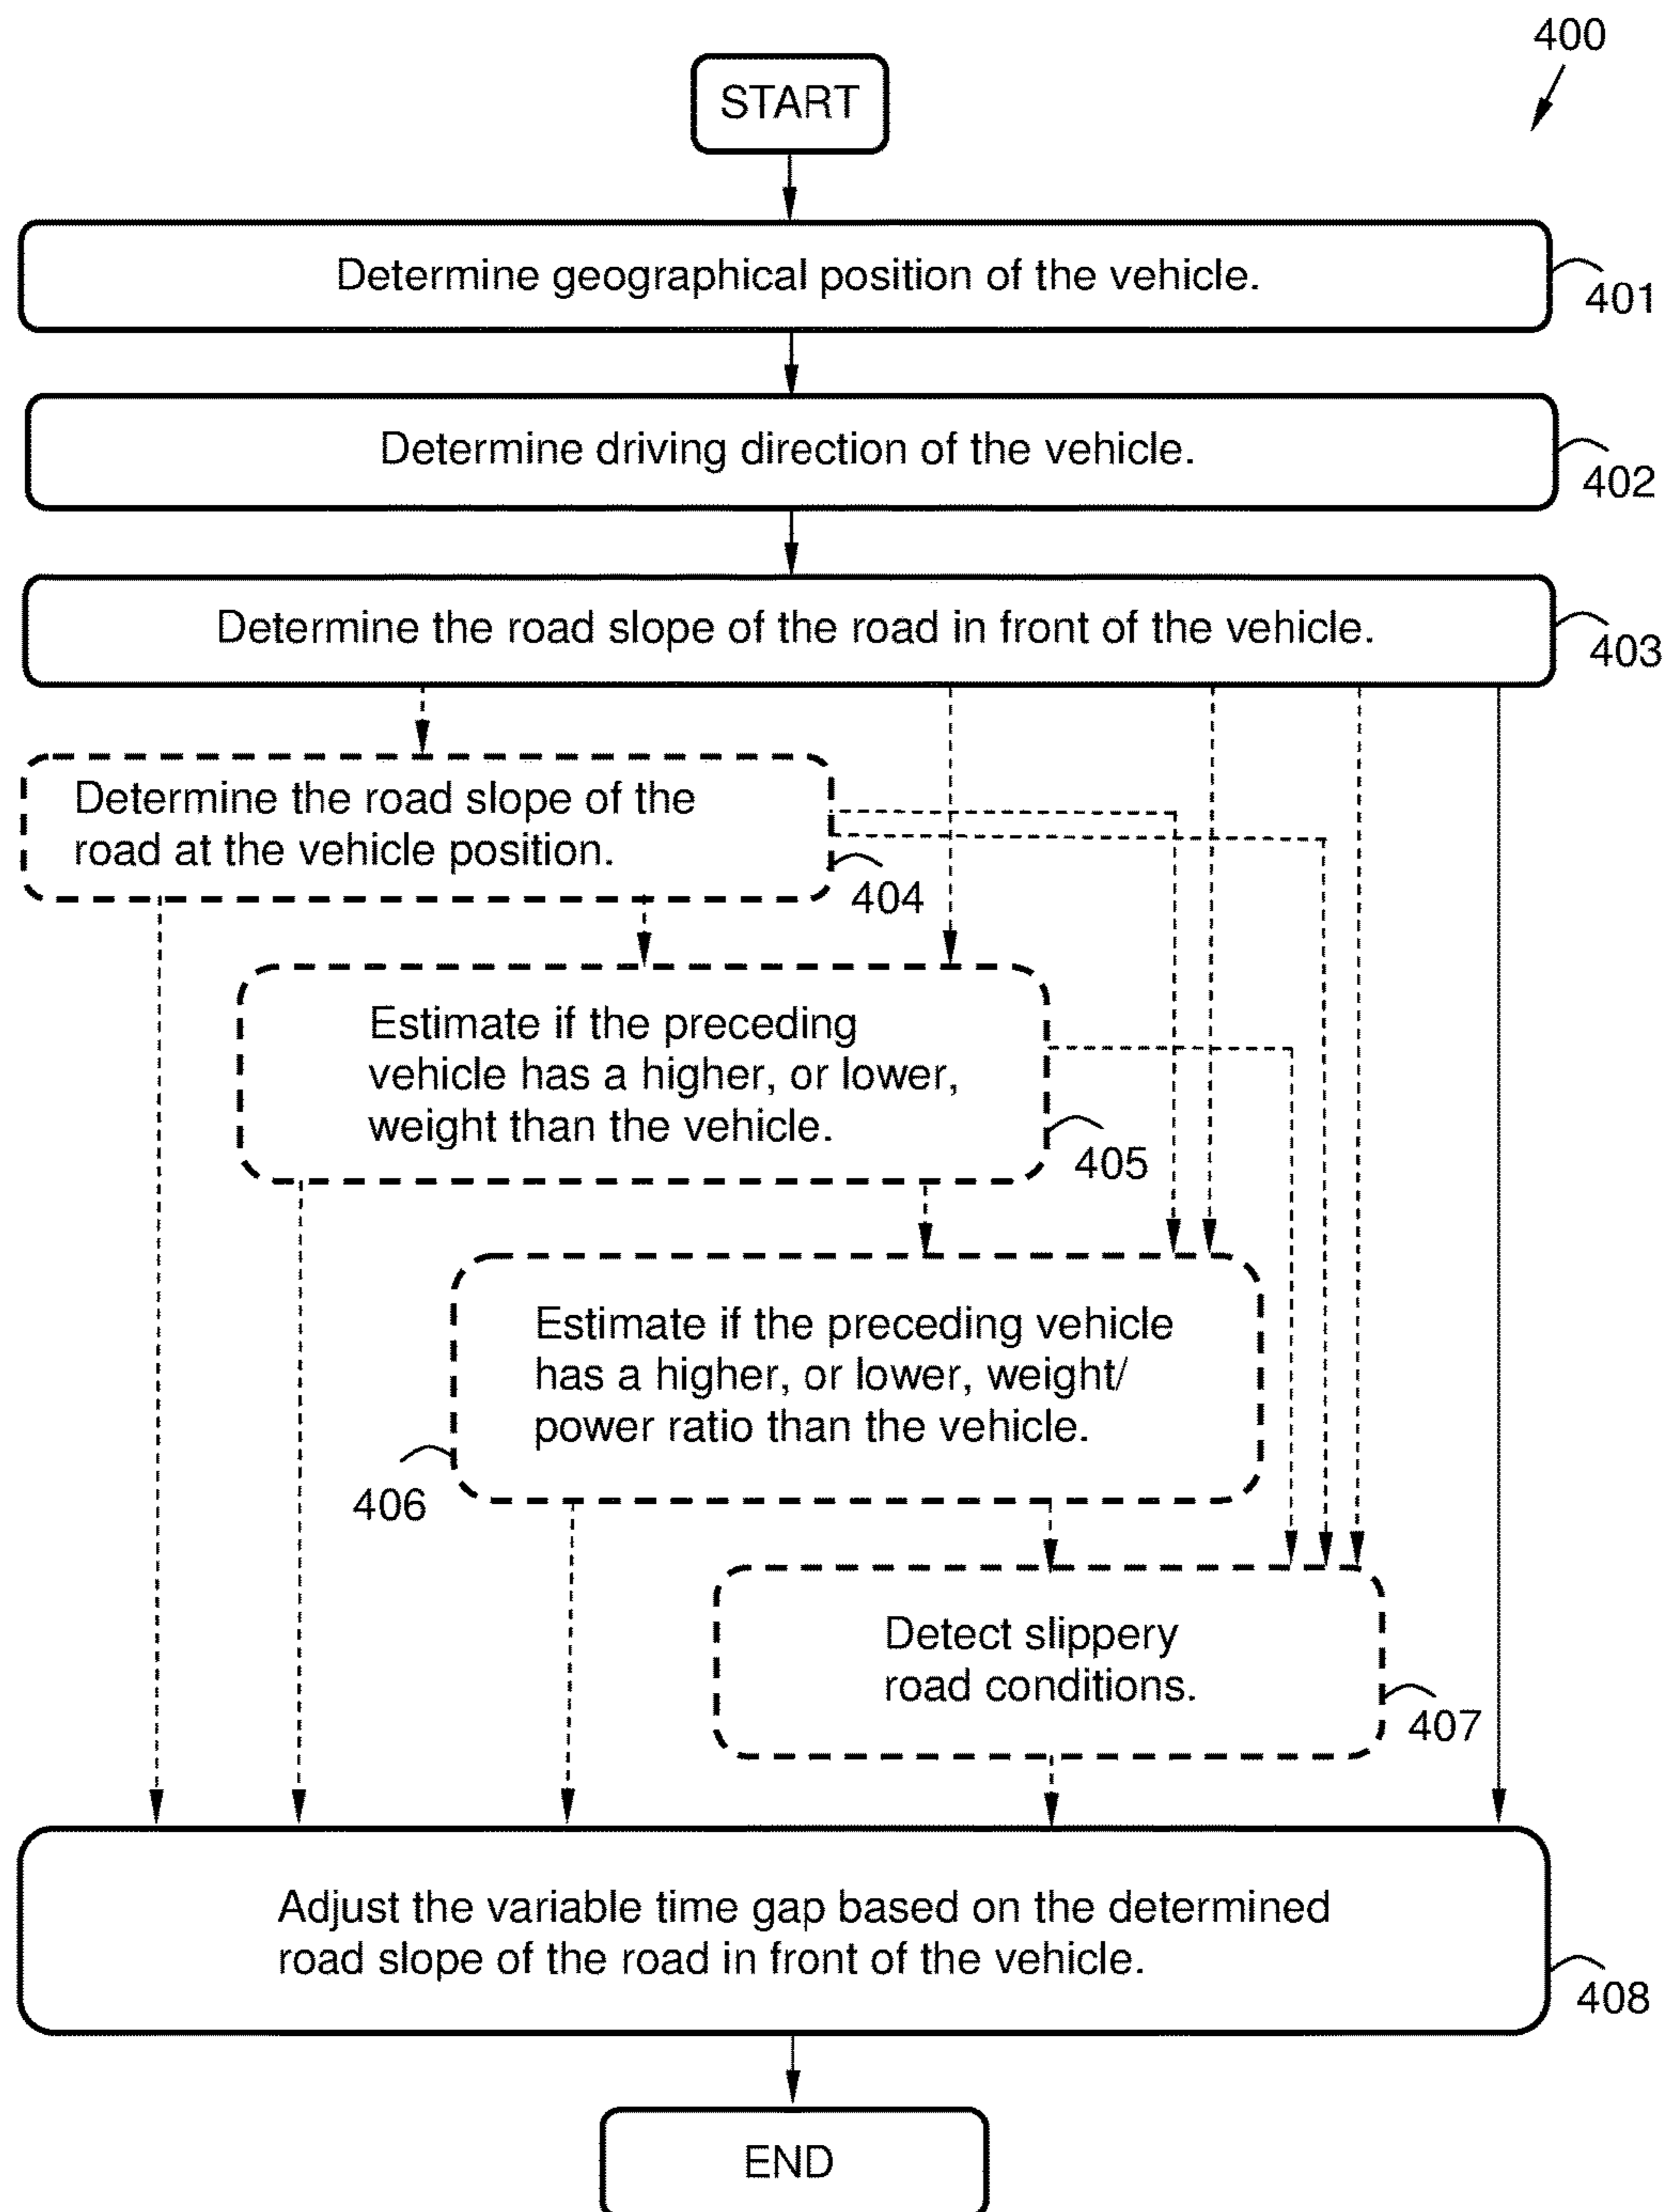 400
START
Determine geographical position of the vehicle.
401
Determine driving direction of the vehicle.
402
Determine the road slope of the road in front of the vehicle.
403
Determine the road slope of the
road at the vehicle position.
404
Estimate if the preceding
vehicle has a higher, or lower,
weight than the vehicle.
405
Estimate if the preceding vehicle
has a higher, or lower, weight/
power ratio than the vehicle.
406
Detect slippery
road conditions.
407
Adjust the variable time gap based on the determined
road slope of the road in front of the vehicle.
408
END